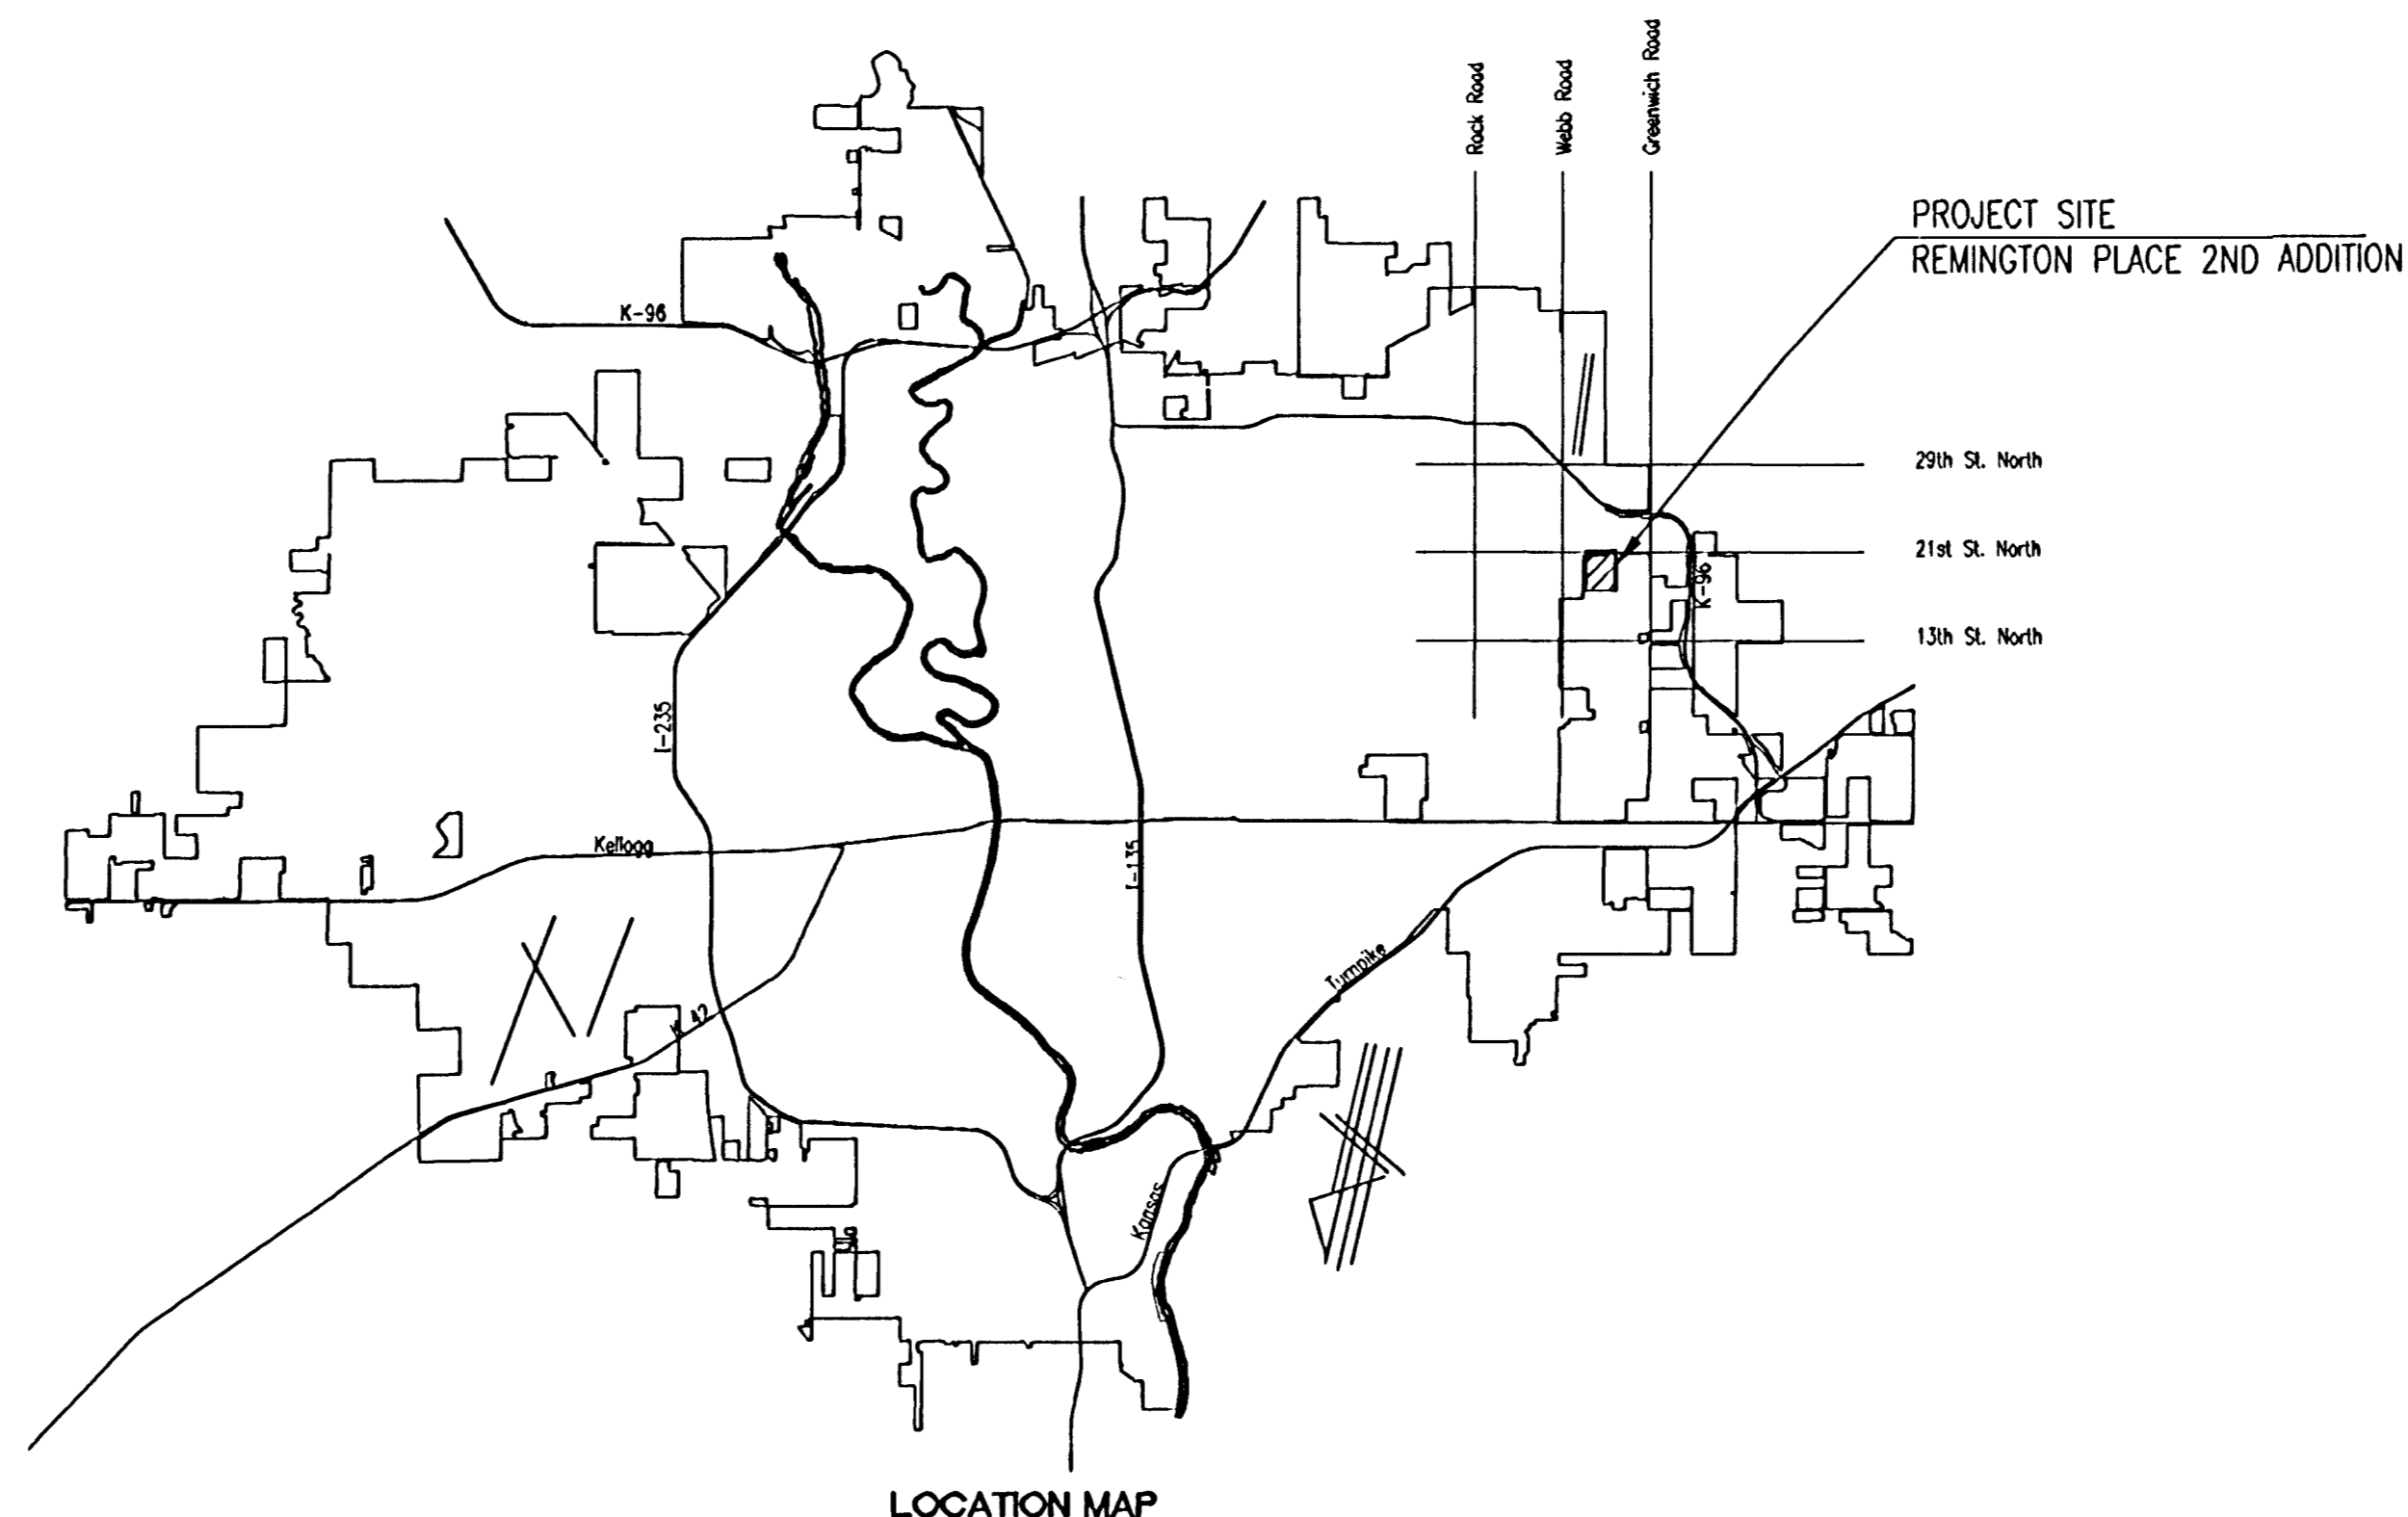 Rock Road
Webb Road
Greenwich Road
PROJECT SITE
REMINGTON PLACE 2ND ADDITION
K-96
29th St. North
21st St. North
K-96
13th St. North
I-235
Kellogg
I-135
Turnpike
K 42
Kansas
LOCATION MAP